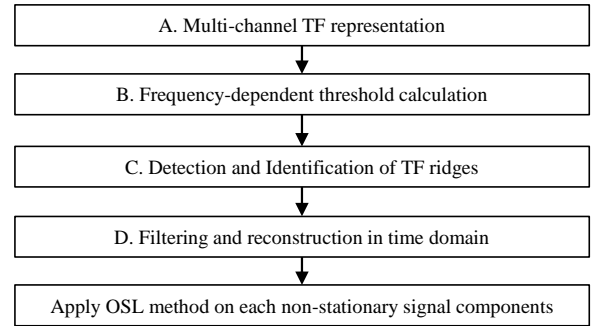 A. Multi-channel TF representation
B. Frequency-dependent threshold calculation
C. Detection and Identification of TF ridges
D. Filtering and reconstruction in time domain
Apply OSL method on each non-stationary signal components